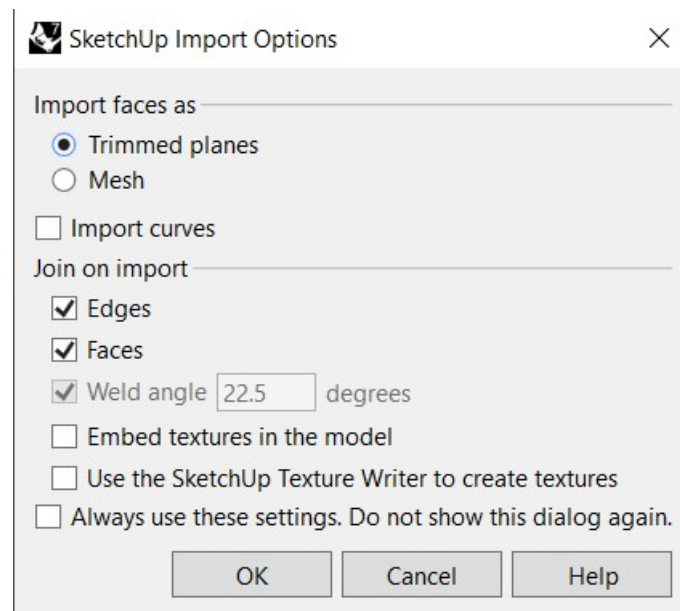 SketchUp Import Options
Import faces as
Trimmed planes
Mesh
Import curves
Join on import
Edges
Faces
Weld angle 22.5 degrees
Embed textures in the model
Use the SketchUp Texture Writer to create textures
Always use these settings. Do not show this dialog again.
OK Cancel Help